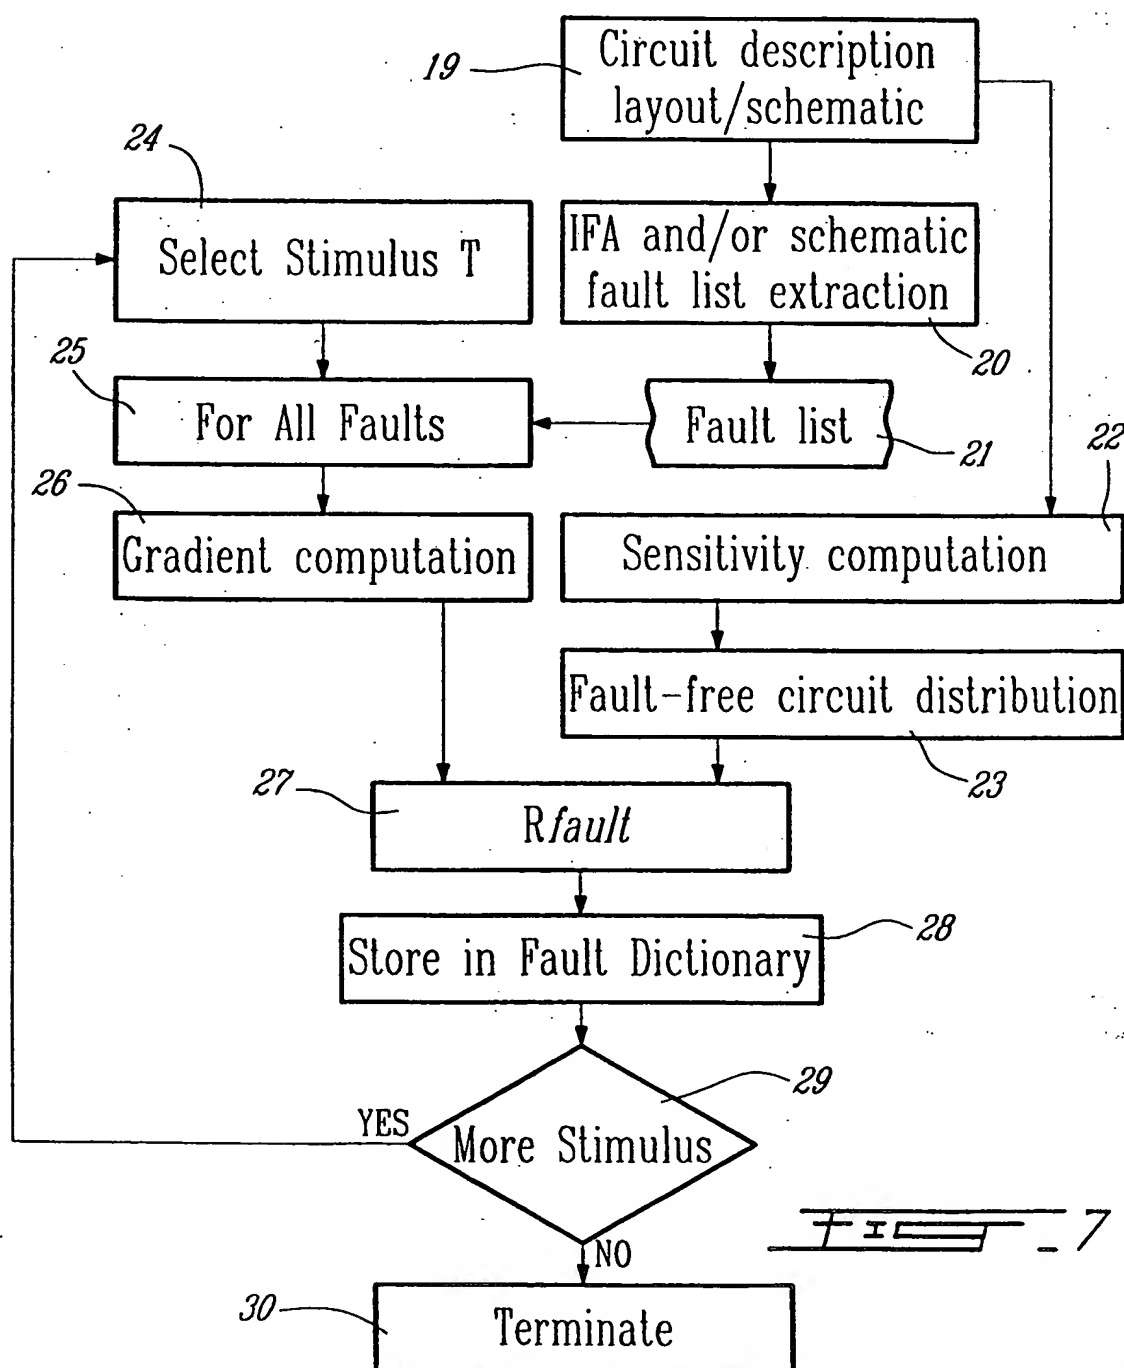 19
Circuit description
layout/schematic
24
Select Stimulus T
IFA and/or schematic
fault list extraction
20
25
For All Faults
Fault list
21
22
26
Gradient computation
Sensitivity computation
Fault-free circuit distribution
23
27
Rfault
Store in Fault Dictionary
28
29
YES
More Stimulus
NO
FIG_7
30
Terminate